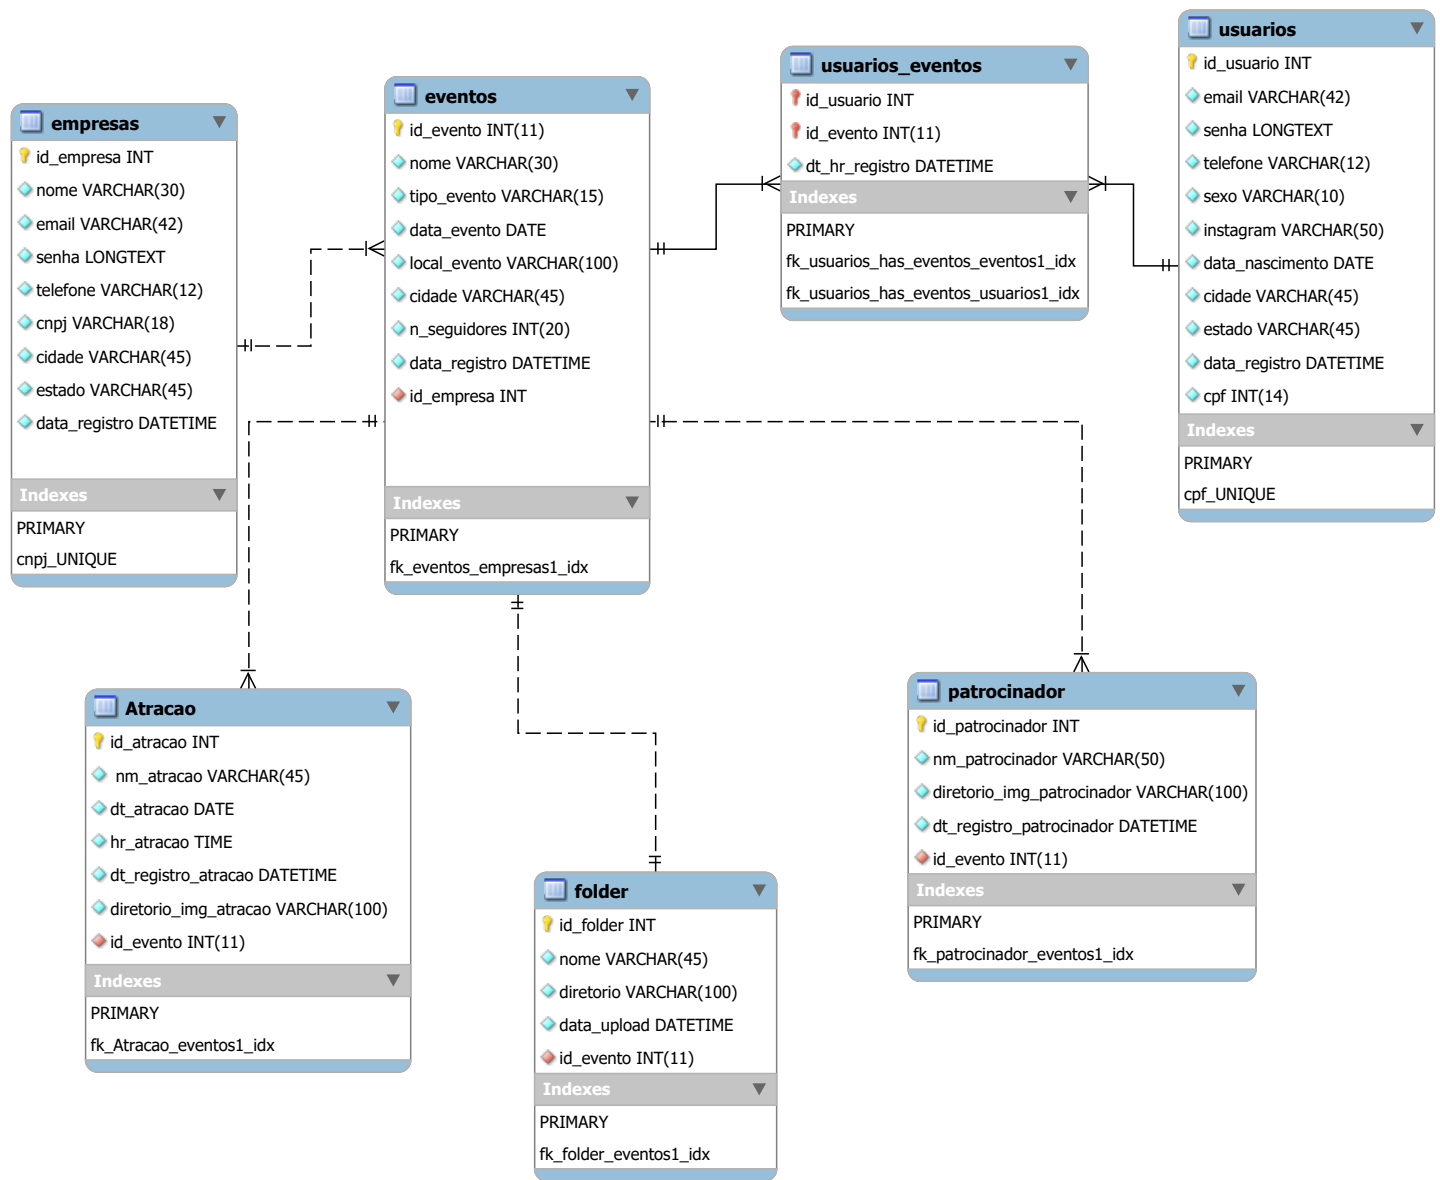 empresas
id_empresa INT
nome VARCHAR(30)
email VARCHAR(42)
senha LONGTEXT
telefone VARCHAR(12)
cnpj VARCHAR(18)
cidade VARCHAR(45)
estado VARCHAR(45)
data_registro DATETIME
Indexes
PRIMARY
cnpj_UNIQUE
eventos
id_evento INT(11)
nome VARCHAR(30)
tipo_evento VARCHAR(15)
data_evento DATE
local_evento VARCHAR(100)
cidade VARCHAR(45)
n_seguidores INT(20)
data_registro DATETIME
id_empresa INT
Indexes
PRIMARY
fk_eventos_empresas1_idx
usuarios_eventos
id_usuario INT
id_evento INT(11)
dt_hr_registro DATETIME
Indexes
PRIMARY
fk_usuarios_has_eventos_eventos1_idx
fk_usuarios_has_eventos_usuarios1_idx
usuarios
id_usuario INT
email VARCHAR(42)
senha LONGTEXT
telefone VARCHAR(12)
sexo VARCHAR(10)
instagram VARCHAR(50)
data_nascimento DATE
cidade VARCHAR(45)
estado VARCHAR(45)
data_registro DATETIME
cpf INT(14)
Indexes
PRIMARY
cpf_UNIQUE
Atracao
id_atracao INT
nm_atracao VARCHAR(45)
dt_atracao DATE
hr_atracao TIME
dt_registro_atracao DATETIME
diretorio_img_atracao VARCHAR(100)
id_evento INT(11)
Indexes
PRIMARY
fk_Atracao_eventos1_idx
folder
id_folder INT
nome VARCHAR(45)
diretorio VARCHAR(100)
data_upload DATETIME
id_evento INT(11)
Indexes
PRIMARY
fk_folder_eventos1_idx
patrocinador
id_patrocinador INT
nm_patrocinador VARCHAR(50)
diretorio_img_patrocinador VARCHAR(100)
dt_registro_patrocinador DATETIME
id_evento INT(11)
Indexes
PRIMARY
fk_patrocinador_eventos1_idx